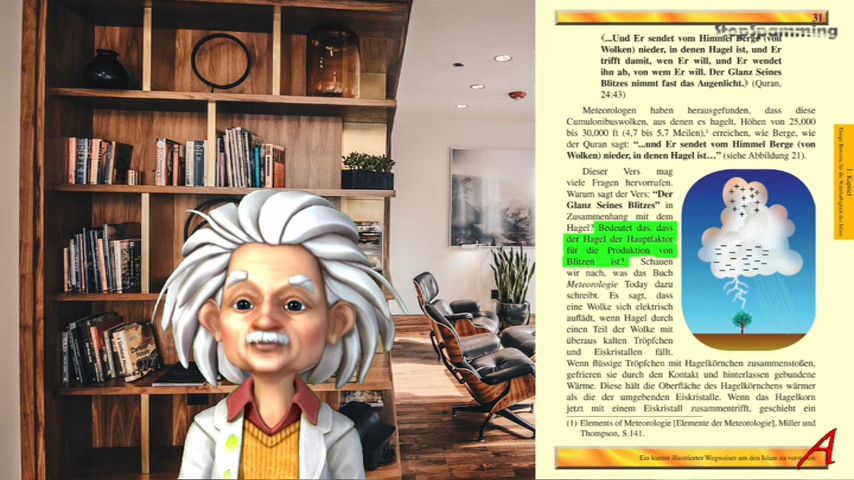 31
StopSpamming
﴾...Und Er sendet vom Himmel Berge (von
Wolken) nieder, in denen Hagel ist, und Er
trifft damit, wen Er will, und Er wendet
ihn ab, von wem Er will. Der Glanz Seines
Blitzes nimmt fast das Augenlicht.﴿ (Quran,
24:43)
Meteorologen haben herausgefunden, dass diese
Cumulonibuswolken, aus denen es hagelt, Höhen von 25,000
bis 30,000 ft (4,7 bis 5,7 Meilen),¹ erreichen, wie Berge, wie
der Quran sagt: “...und Er sendet vom Himmel Berge (von
Wolken) nieder, in denen Hagel ist...” (siehe Abbildung 21).
Dieser Vers mag
viele Fragen hervorrufen.
Warum sagt der Vers: “Der
Glanz Seines Blitzes” in
Zusammenhang mit dem
Hagel? Bedeutet das, dass
der Hagel der Hauptfaktor
für die Produktion von
Blitzen ist? Schauen
wir nach, was das Buch
Meteorologie Today dazu
schreibt. Es sagt, dass
eine Wolke sich elektrisch
auflädt, wenn Hagel durch
einen Teil der Wolke mit
überaus kalten Tröpfchen
und Eiskristallen fällt.
Wenn flüssige Tröpfchen mit Hagelkörnchen zusammenstoßen,
gefrieren sie durch den Kontakt und hinterlassen gebundene
Wärme. Diese hält die Oberfläche des Hagelkörnchens wärmer
als die der umgebenden Eiskristalle. Wenn das Hagelkorn
jetzt mit einem Eiskristall zusammentrifft, geschieht ein
(1) Elements of Meteorologie [Elemente der Meteorologie], Miller und
Thompson, S.141.
Ein kurzer illustrierter Wegweiser um den Islam zu
1. Kapitel
Einige Beweise für die Wahrhaftigkeit des Islam